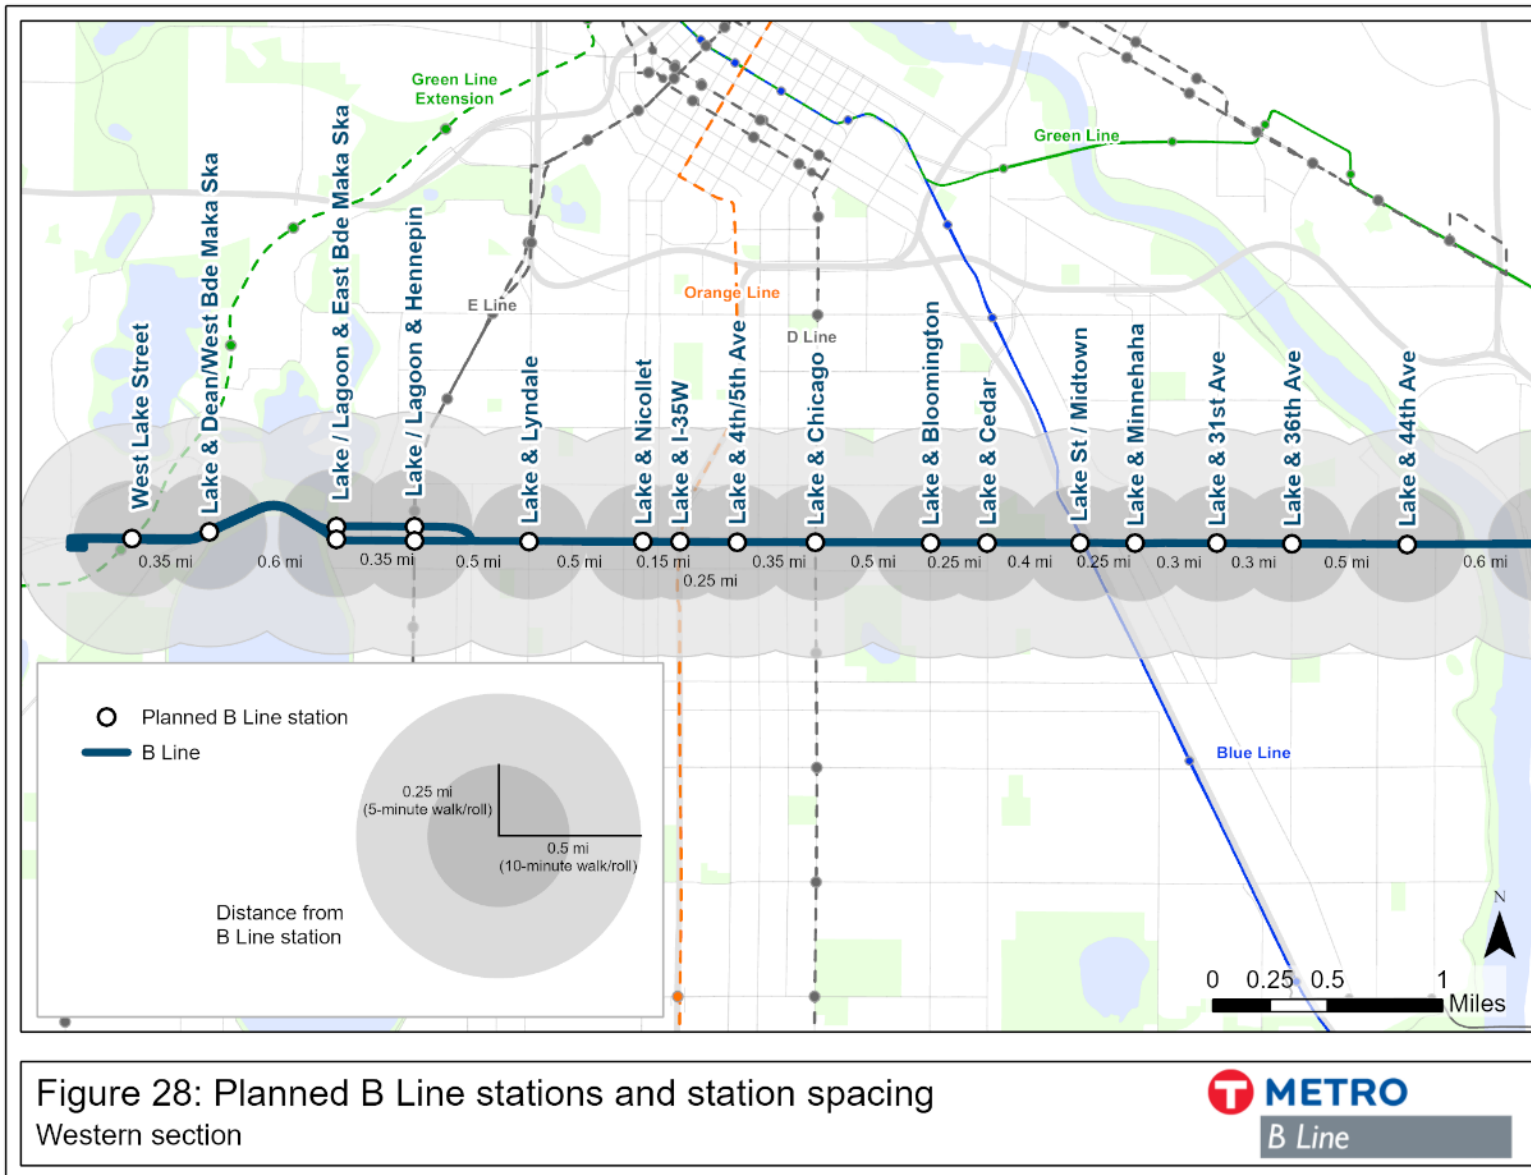 Green Line
Extension
Green Line
Orange Line
E Line
D Line
West Lake Street
Lake & Dean/West Bde Maka Ska
Lake / Lagoon & East Bde Maka Ska
Lake / Lagoon & Hennepin
Lake & Lyndale
Lake & Nicollet
Lake & I-35W
Lake & 4th/5th Ave
Lake & Chicago
Lake & Bloomington
Lake & Cedar
Lake St / Midtown
Lake & Minnehaha
Lake & 31st Ave
Lake & 36th Ave
Lake & 44th Ave
0.35 mi
0.6 mi
0.35 mi
0.5 mi
0.5 mi
0.15 mi
0.25 mi
0.35 mi
0.5 mi
0.25 mi
0.4 mi
0.25 mi
0.3 mi
0.3 mi
0.5 mi
0.6 mi
Planned B Line station
B Line
0.25 mi
(5-minute walk/roll)
0.5 mi
(10-minute walk/roll)
Distance from
B Line station
Blue Line
N
0 0.25 0.5 1
Miles
Figure 28: Planned B Line stations and station spacing
Western section
T METRO
B Line